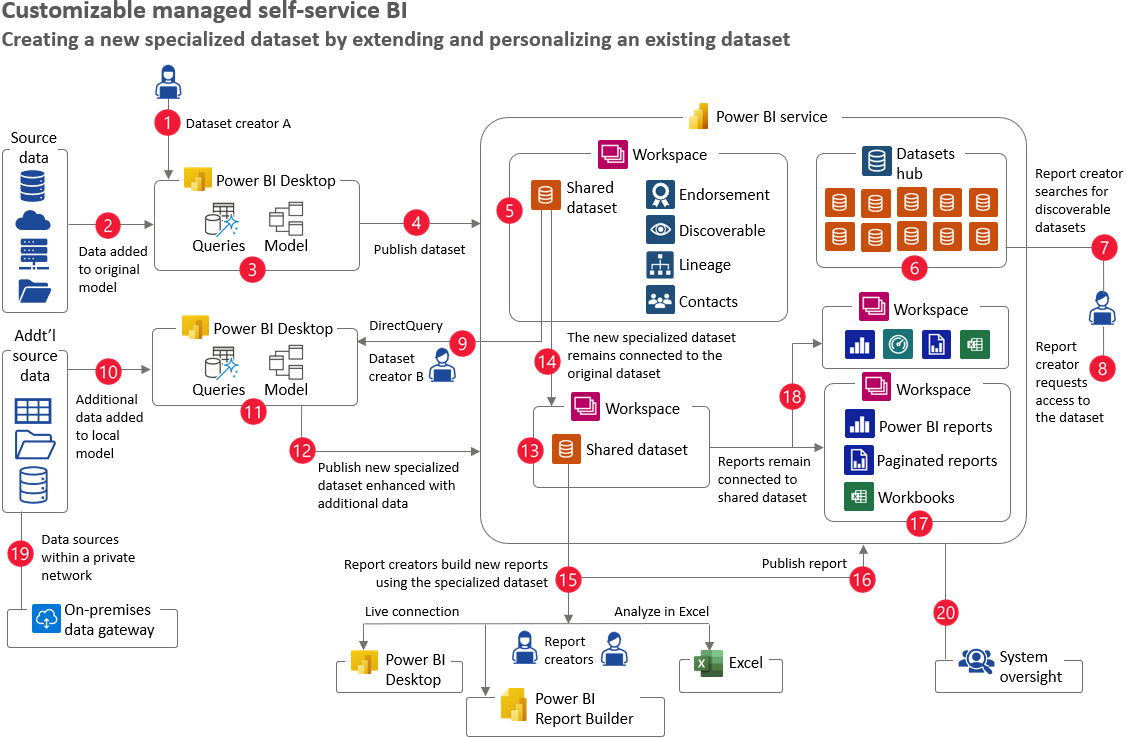 Customizable managed self-service BI
Creating a new specialized dataset by extending and personalizing an existing dataset
1
Dataset creator A
Source
data
2
Data added
to original
model
Power BI Desktop
Queries
Model
3
4
Publish dataset
Power BI service
Workspace
5
Shared
dataset
Endorsement
Discoverable
Lineage
Contacts
Datasets
hub
6
Report creator
searches for
discoverable
datasets
7
Report
creator
requests
access to
the dataset
8
DirectQuery
9
Dataset
creator B
Addt'l
source
data
10
Additional
data added
to local
model
Power BI Desktop
Queries
Model
11
12
Publish new specialized
dataset enhanced with
additional data
14
The new specialized dataset
remains connected to the
original dataset
Workspace
13
Shared dataset
Reports remain
connected to
shared dataset
18
Workspace
Workspace
Power BI reports
Paginated reports
Workbooks
17
Report creators build new reports
using the specialized dataset
15
Publish report
16
Live connection
Analyze in Excel
Report
creators
Power BI
Desktop
Power BI
Report Builder
Excel
19
Data sources
within a private
network
On-premises
data gateway
20
System
oversight